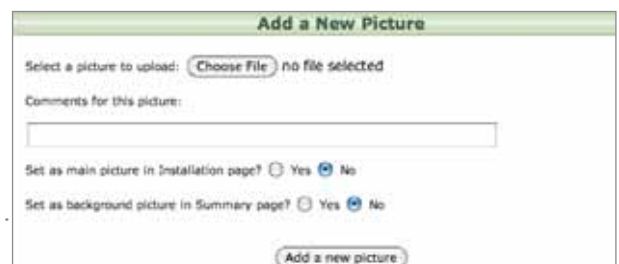 Add a New Picture
Select a picture to upload: Choose File no file selected
Comments for this picture:
Set as main picture in Installation page? Yes No
Set as background picture in Summary page? Yes No
Add a new picture